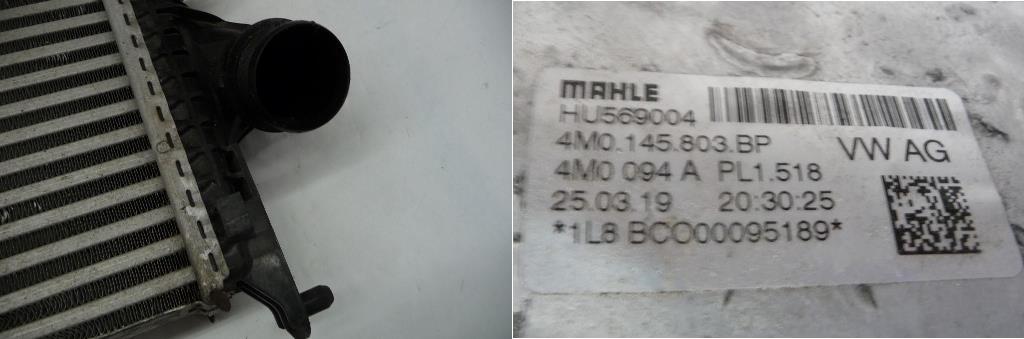 MAHLE
HU569004
4M0.145.803.BP
VW AG
4M0 094 A PL1.518
25.03.19 20:30:25
*1L8 BCO00095189*